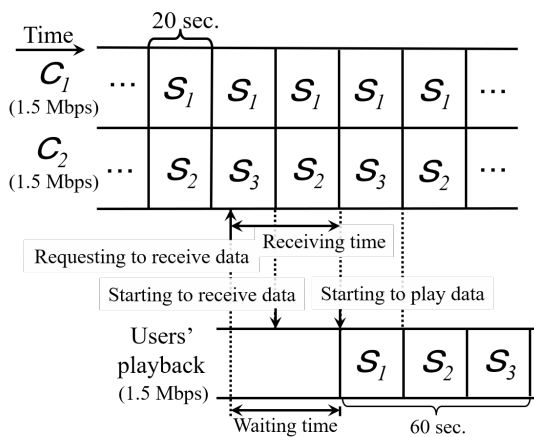 20 sec.
Time
C1 ... S1 S1 S1 S1 S1 ...
(1.5 Mbps)
C2 ... S2 S3 S2 S3 S2 ...
(1.5 Mbps)
Receiving time
Requesting to receive data
Starting to receive data
Starting to play data
Users'
playback
(1.5 Mbps)
S1 S2 S3
Waiting time
60 sec.